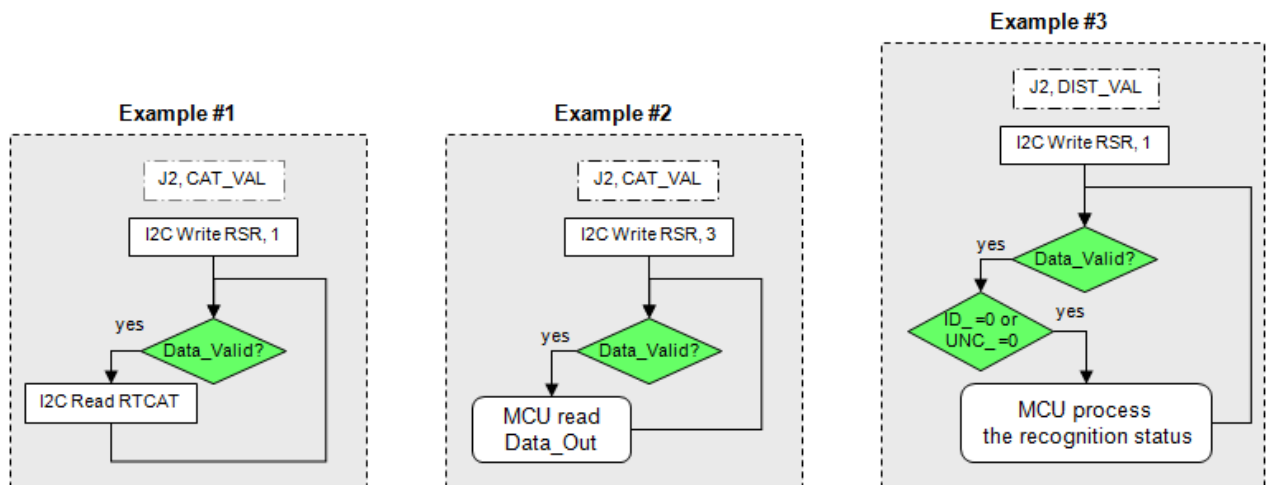 Example #1
J2, CAT_VAL
I2C Write RSR, 1
yes
Data_Valid?
I2C Read RTCAT
Example #2
J2, CAT_VAL
I2C Write RSR, 3
yes
Data_Valid?
MCU read
Data_Out
Example #3
J2, DIST_VAL
I2C Write RSR, 1
yes
Data_Valid?
ID_ =0 or
UNC_ =0
yes
MCU process
the recognition status